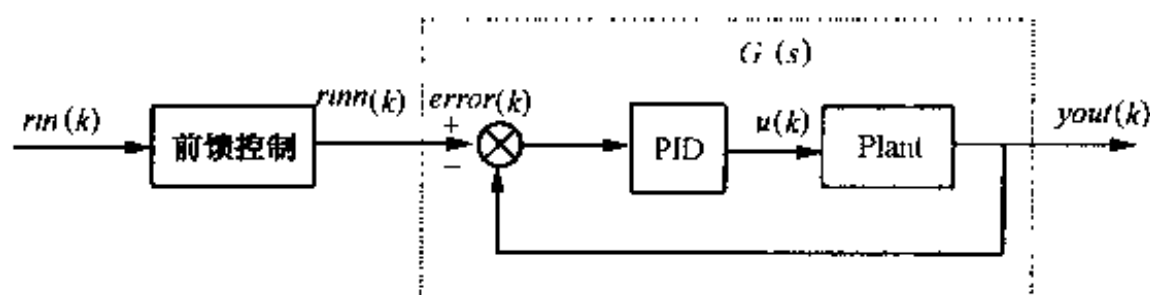 G (s)
rin(k)
前馈控制
rinn(k)
error(k)
+
−
PID
u(k)
Plant
yout(k)